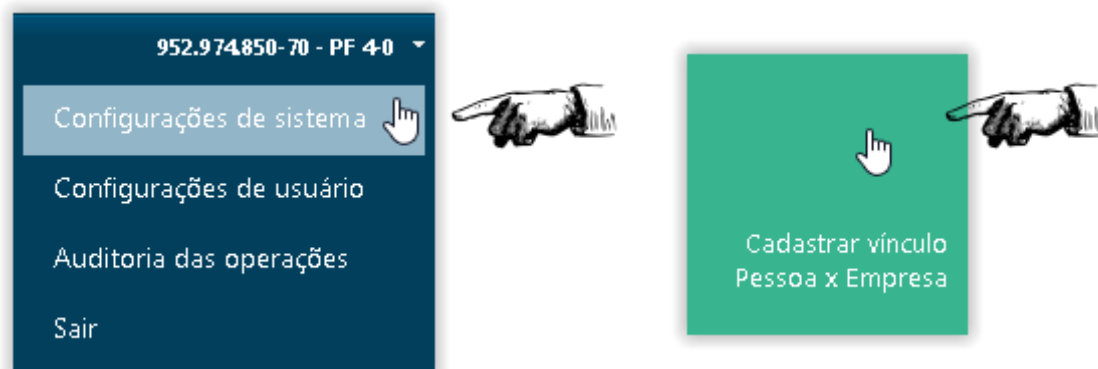 952.974.850-70 - PF 4-0
Configurações de sistema
Configurações de usuário
Auditoria das operações
Sair
Cadastrar vínculo
Pessoa x Empresa